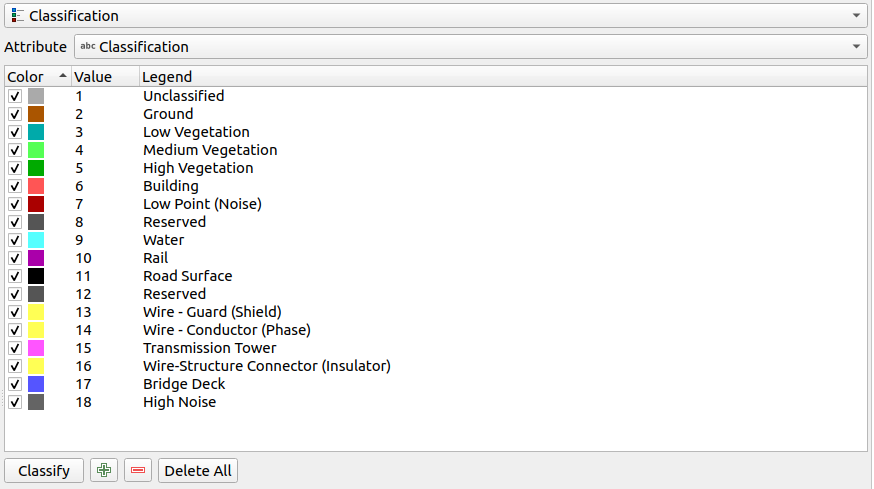 Classification
Attribute abc Classification
Color Value Legend
1 Unclassified
2 Ground
3 Low Vegetation
4 Medium Vegetation
5 High Vegetation
6 Building
7 Low Point (Noise)
8 Reserved
9 Water
10 Rail
11 Road Surface
12 Reserved
13 Wire - Guard (Shield)
14 Wire - Conductor (Phase)
15 Transmission Tower
16 Wire-Structure Connector (Insulator)
17 Bridge Deck
18 High Noise
Classify Delete All